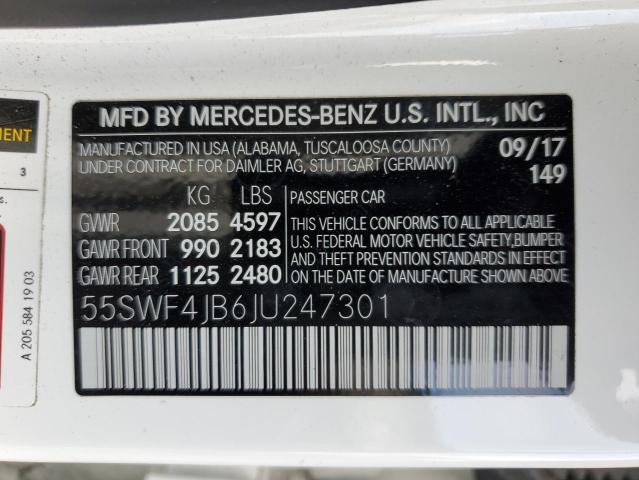 MFD BY MERCEDES-BENZ U.S. INTL., INC
MANUFACTURED IN USA (ALABAMA, TUSCALOOSA COUNTY) 09/17
UNDER CONTRACT FOR DAIMLER AG, STUTTGART (GERMANY) 149
KG LBS PASSENGER CAR
GVWR 2085 4597 THIS VEHICLE CONFORMS TO ALL APPLICABLE
U.S. FEDERAL MOTOR VEHICLE SAFETY,BUMPER
GAWR FRONT 990 2183 AND THEFT PREVENTION STANDARDS IN EFFECT
GAWR REAR 1125 2480 ON THE DATE OF MANUFACTURE SHOWN ABOVE.
55SWF4JB6JU247301
3
A 205 584 19 03